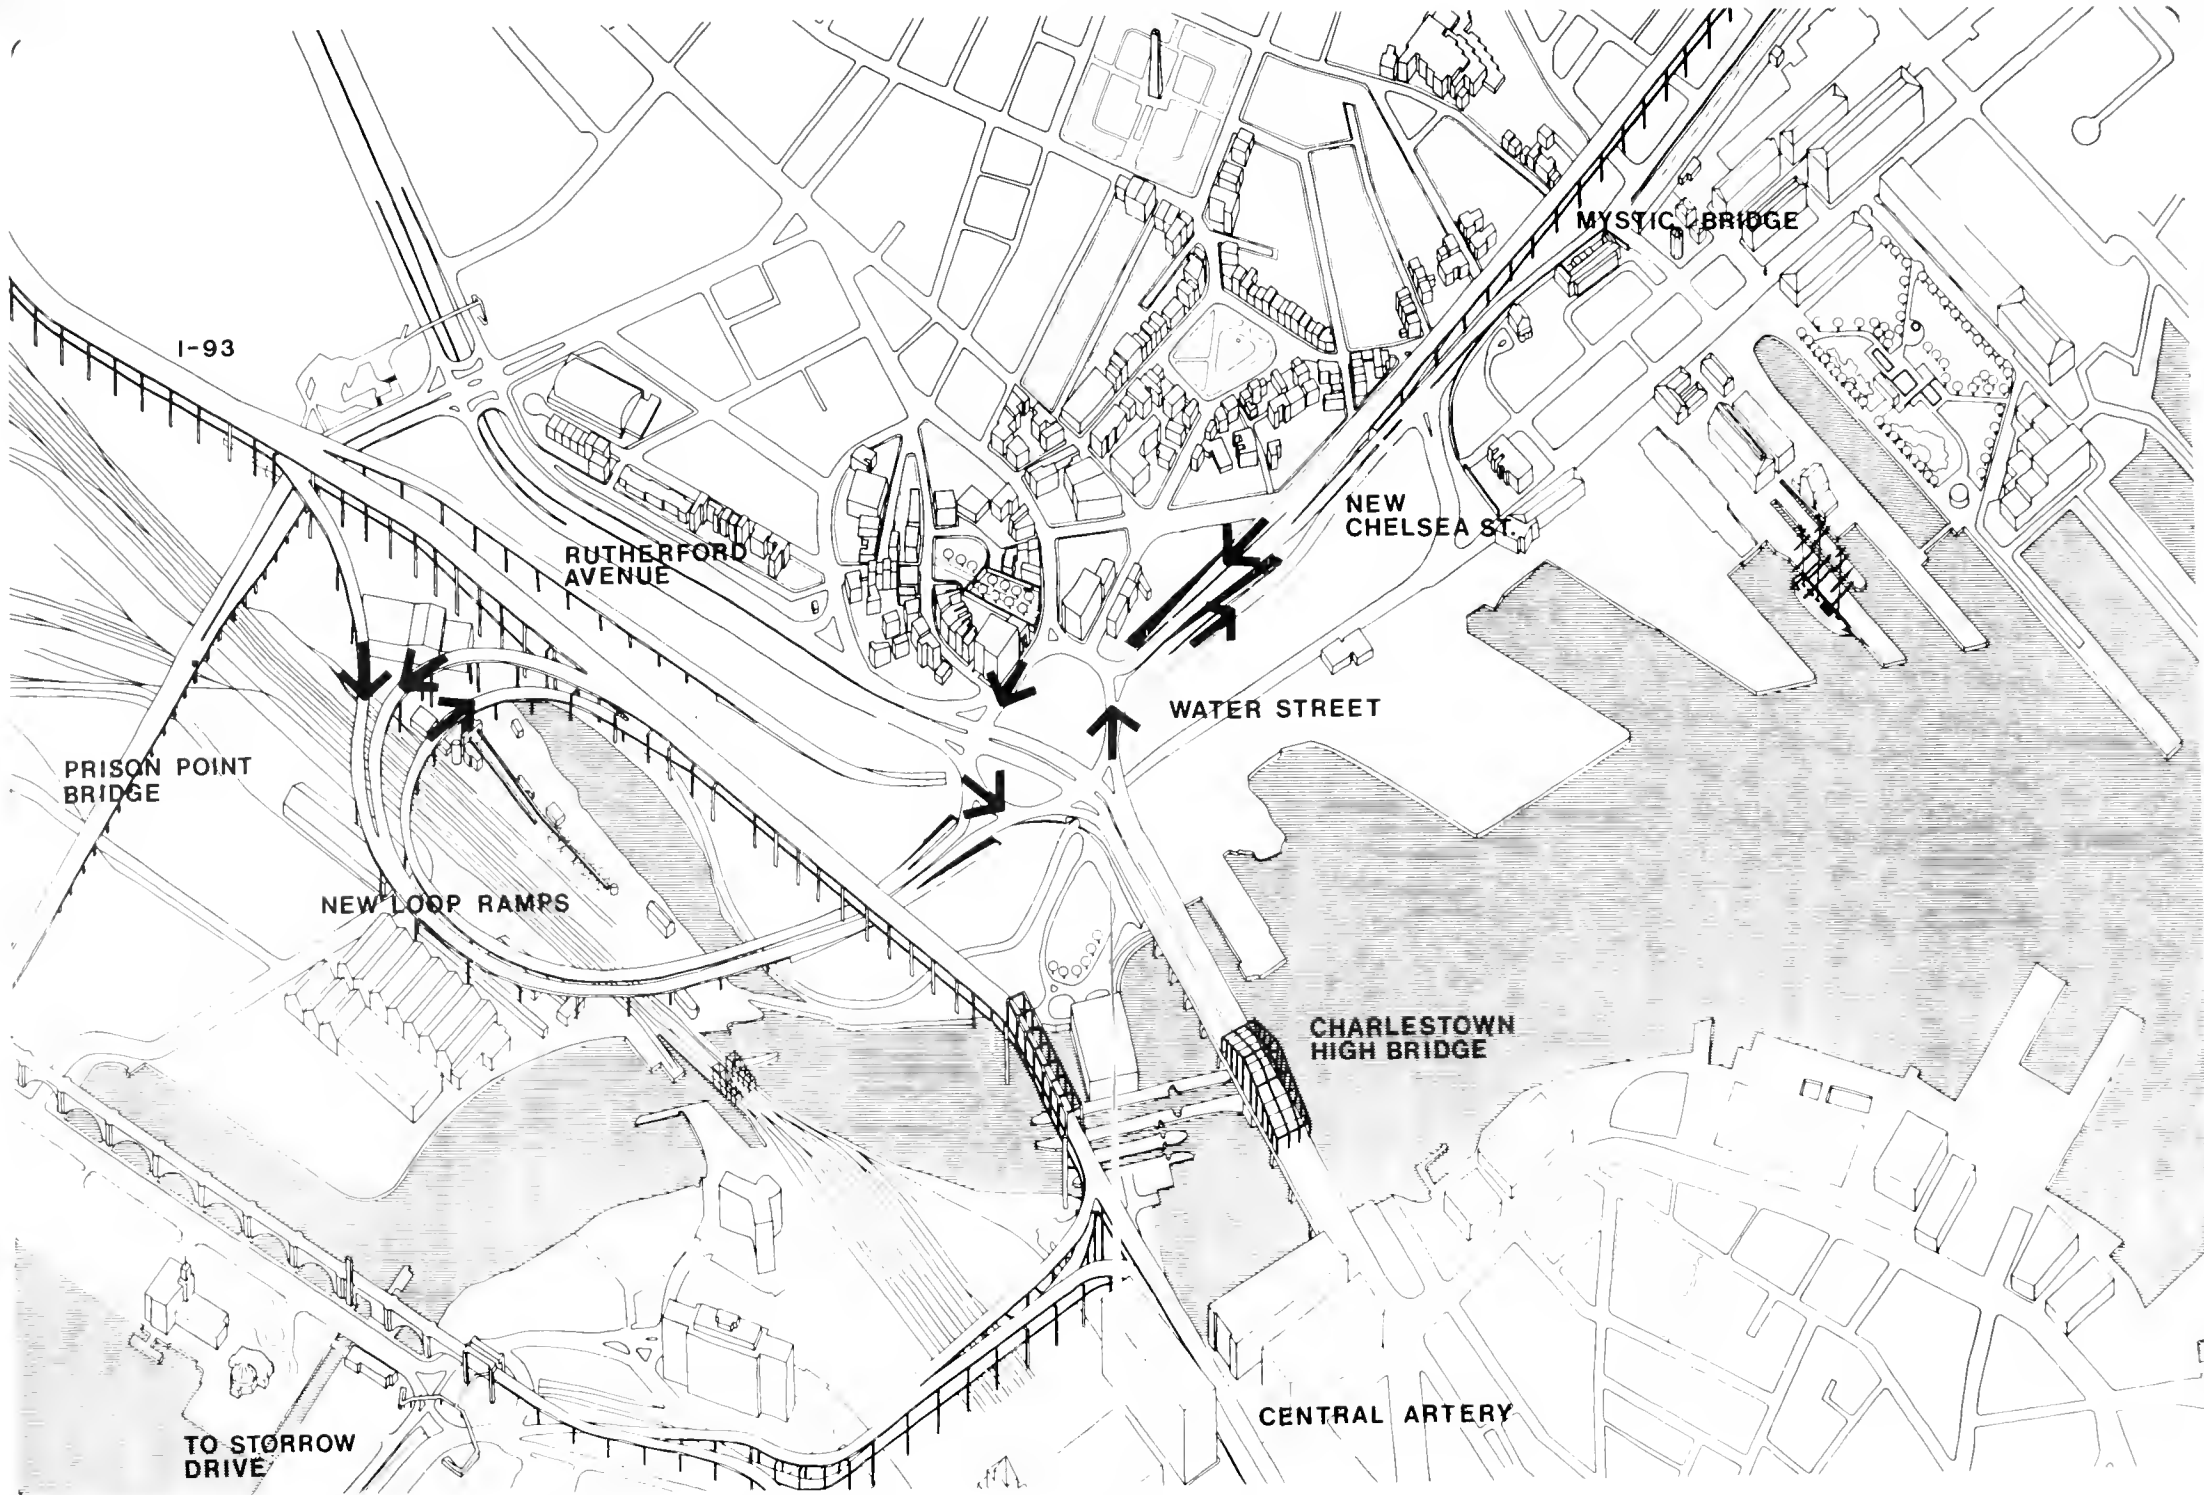 MYSTIC BRIDGE
I-93
NEW
CHELSEA ST.
RUTHERFORD
AVENUE
WATER STREET
PRISON POINT
BRIDGE
NEW LOOP RAMPS
CHARLESTOWN
HIGH BRIDGE
CENTRAL ARTERY
TO STORROW
DRIVE